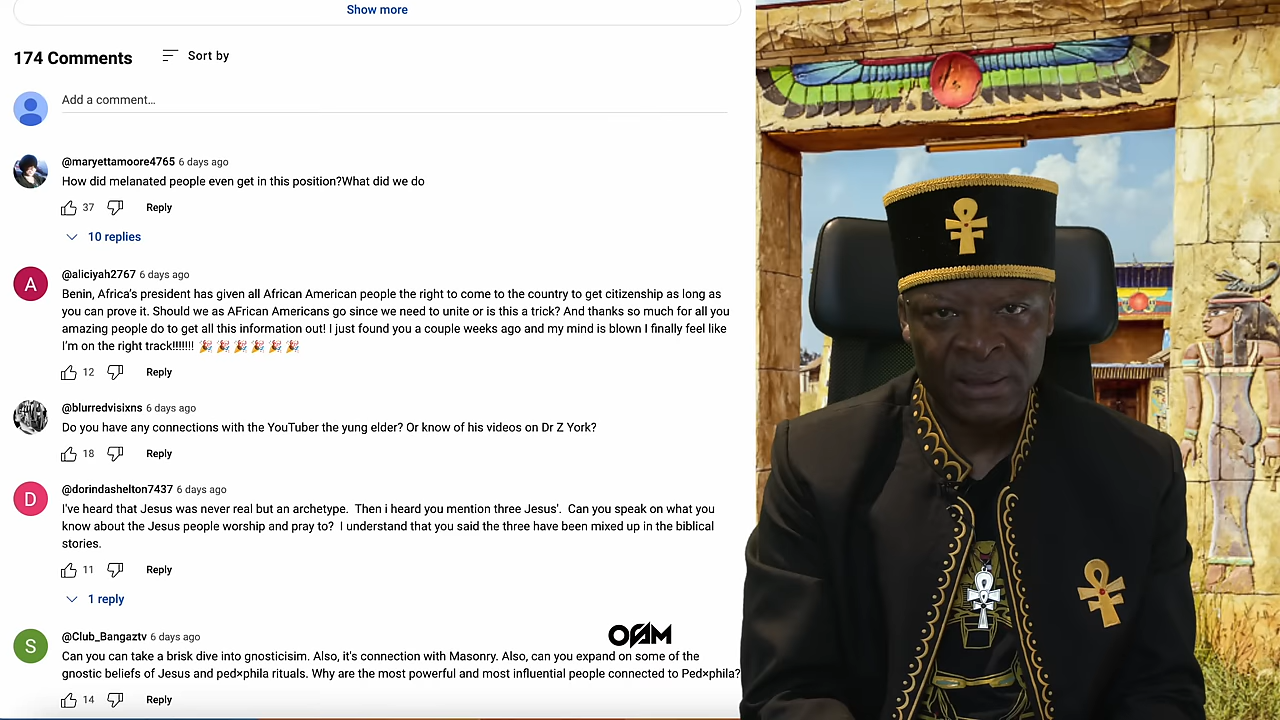 Show more
174 Comments
Sort by
Add a comment...
@maryettamoore4765 6 days ago
How did melanated people even get in this position?What did we do
37
Reply
10 replies
A
@aliciyah2767 6 days ago
Benin, Africa's president has given all African American people the right to come to the country to get citizenship as long as
you can prove it. Should we as AFrican Americans go since we need to unite or is this a trick? And thanks so much for all you
amazing people do to get all this information out! I just found you a couple weeks ago and my mind is blown I finally feel like
I'm on the right track!!!!!!! 🎉 🎉 🎉 🎉 🎉 🎉
12
Reply
@blurredvisixns 6 days ago
Do you have any connections with the YouTuber the yung elder? Or know of his videos on Dr Z York?
18
Reply
D
@dorindashelton7437 6 days ago
I've heard that Jesus was never real but an archetype. Then i heard you mention three Jesus'. Can you speak on what you
know about the Jesus people worship and pray to? I understand that you said the three have been mixed up in the biblical
stories.
11
Reply
1 reply
S
@Club_Bangaztv 6 days ago
Can you can take a brisk dive into gnosticisim. Also, it's connection with Masonry. Also, can you expand on some of the
gnostic beliefs of Jesus and ped×phila rituals. Why are the most powerful and most influential people connected to Ped×phila?
14
Reply